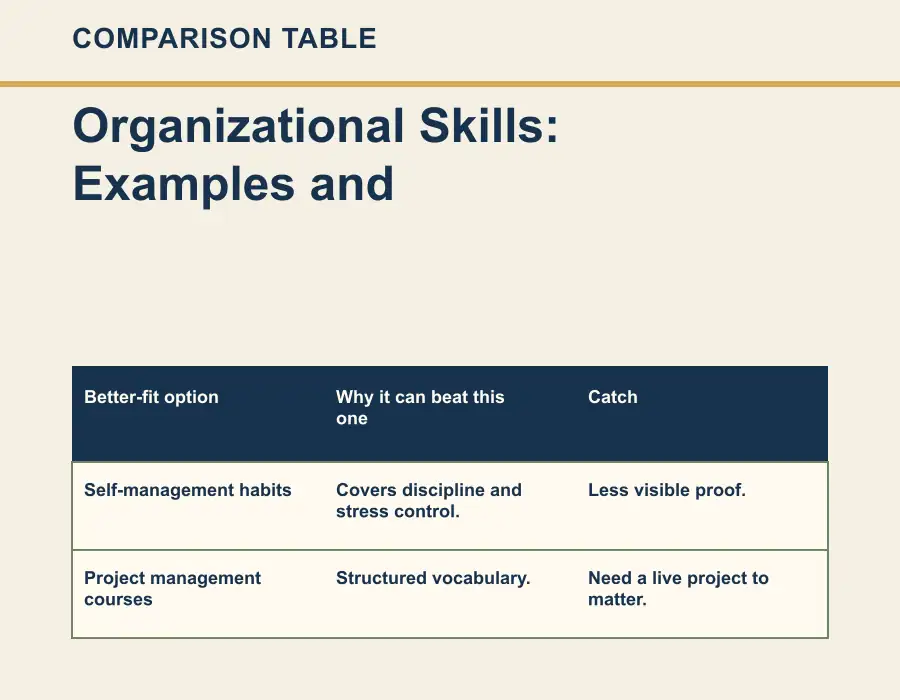 COMPARISON TABLE
Organizational Skills:
Examples and
Better-fit option
Why it can beat this
one
Catch
Self-management habits
Covers discipline and
stress control.
Less visible proof.
Project management
courses
Structured vocabulary.
Need a live project to
matter.